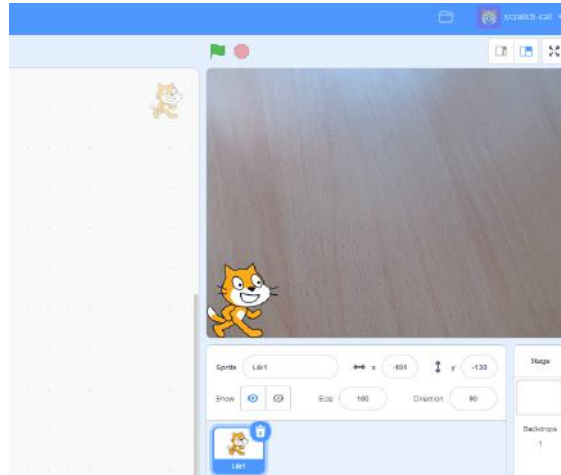 scratch-cat
Sprite Lik1 x -191 y -130
Show Size 100 Direction 90
Lik1
Stage
Backdrops
1